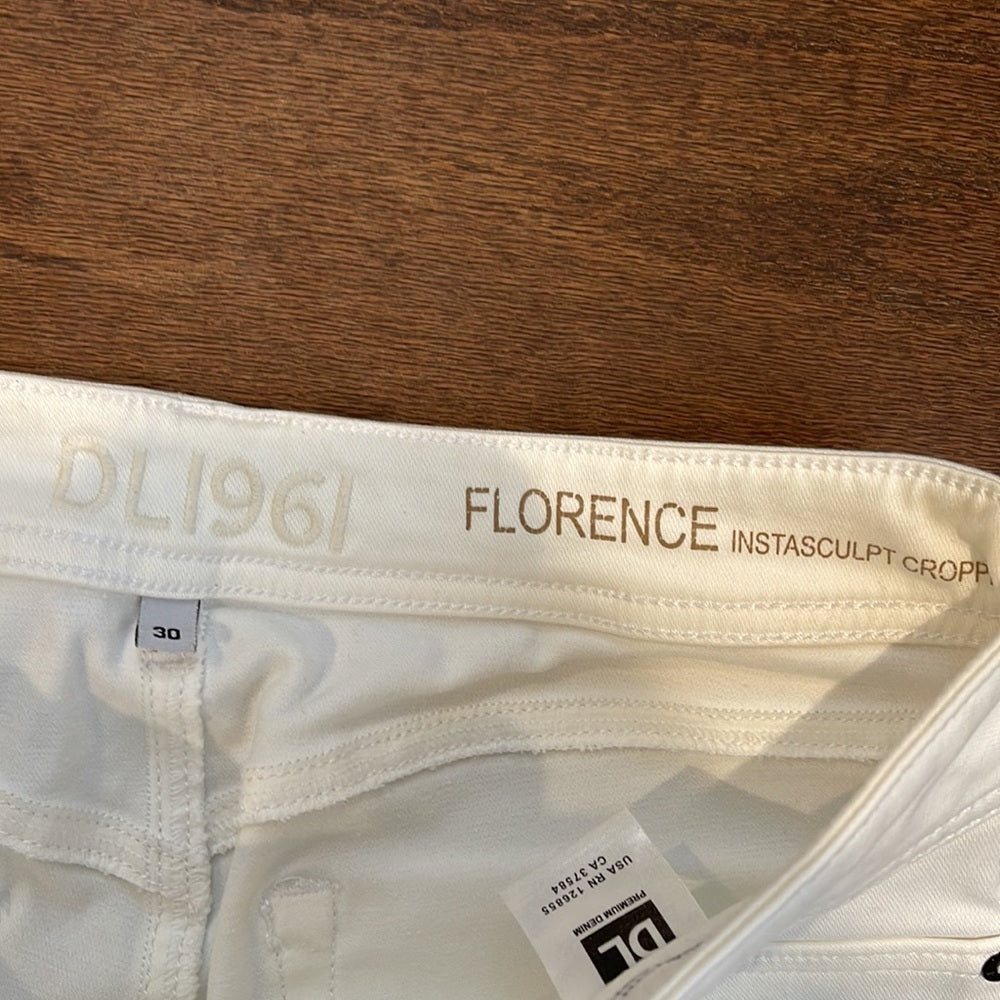 DL1961
FLORENCE INSTASCULPT CROPP
30
USA RN 126855
CA 37584
PREMIUM DENIM
DL